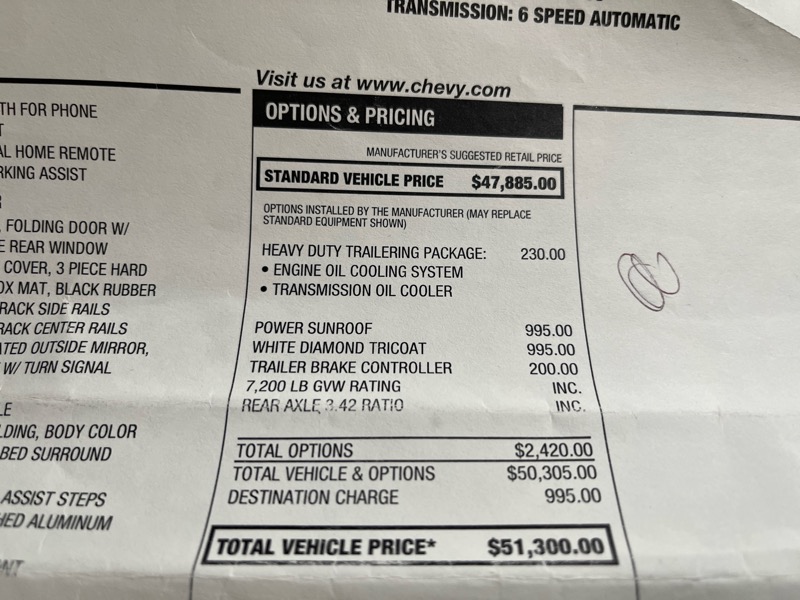 TRANSMISSION: 6 SPEED AUTOMATIC
TH FOR PHONE
T
AL HOME REMOTE
RKING ASSIST
, FOLDING DOOR W/
E REAR WINDOW
COVER, 3 PIECE HARD
OX MAT, BLACK RUBBER
RACK SIDE RAILS
RACK CENTER RAILS
ATED OUTSIDE MIRROR,
W/ TURN SIGNAL
LE
LDING, BODY COLOR
BED SURROUND
ASSIST STEPS
HED ALUMINUM
Visit us at www.chevy.com
OPTIONS & PRICING
MANUFACTURER'S SUGGESTED RETAIL PRICE
STANDARD VEHICLE PRICE $47,885.00
OPTIONS INSTALLED BY THE MANUFACTURER (MAY REPLACE
STANDARD EQUIPMENT SHOWN)
HEAVY DUTY TRAILERING PACKAGE: 230.00
• ENGINE OIL COOLING SYSTEM
• TRANSMISSION OIL COOLER
POWER SUNROOF 995.00
WHITE DIAMOND TRICOAT 995.00
TRAILER BRAKE CONTROLLER 200.00
7,200 LB GVW RATING INC.
REAR AXLE 3.42 RATIO INC.
TOTAL OPTIONS $2,420.00
TOTAL VEHICLE & OPTIONS $50,305.00
DESTINATION CHARGE 995.00
TOTAL VEHICLE PRICE* $51,300.00